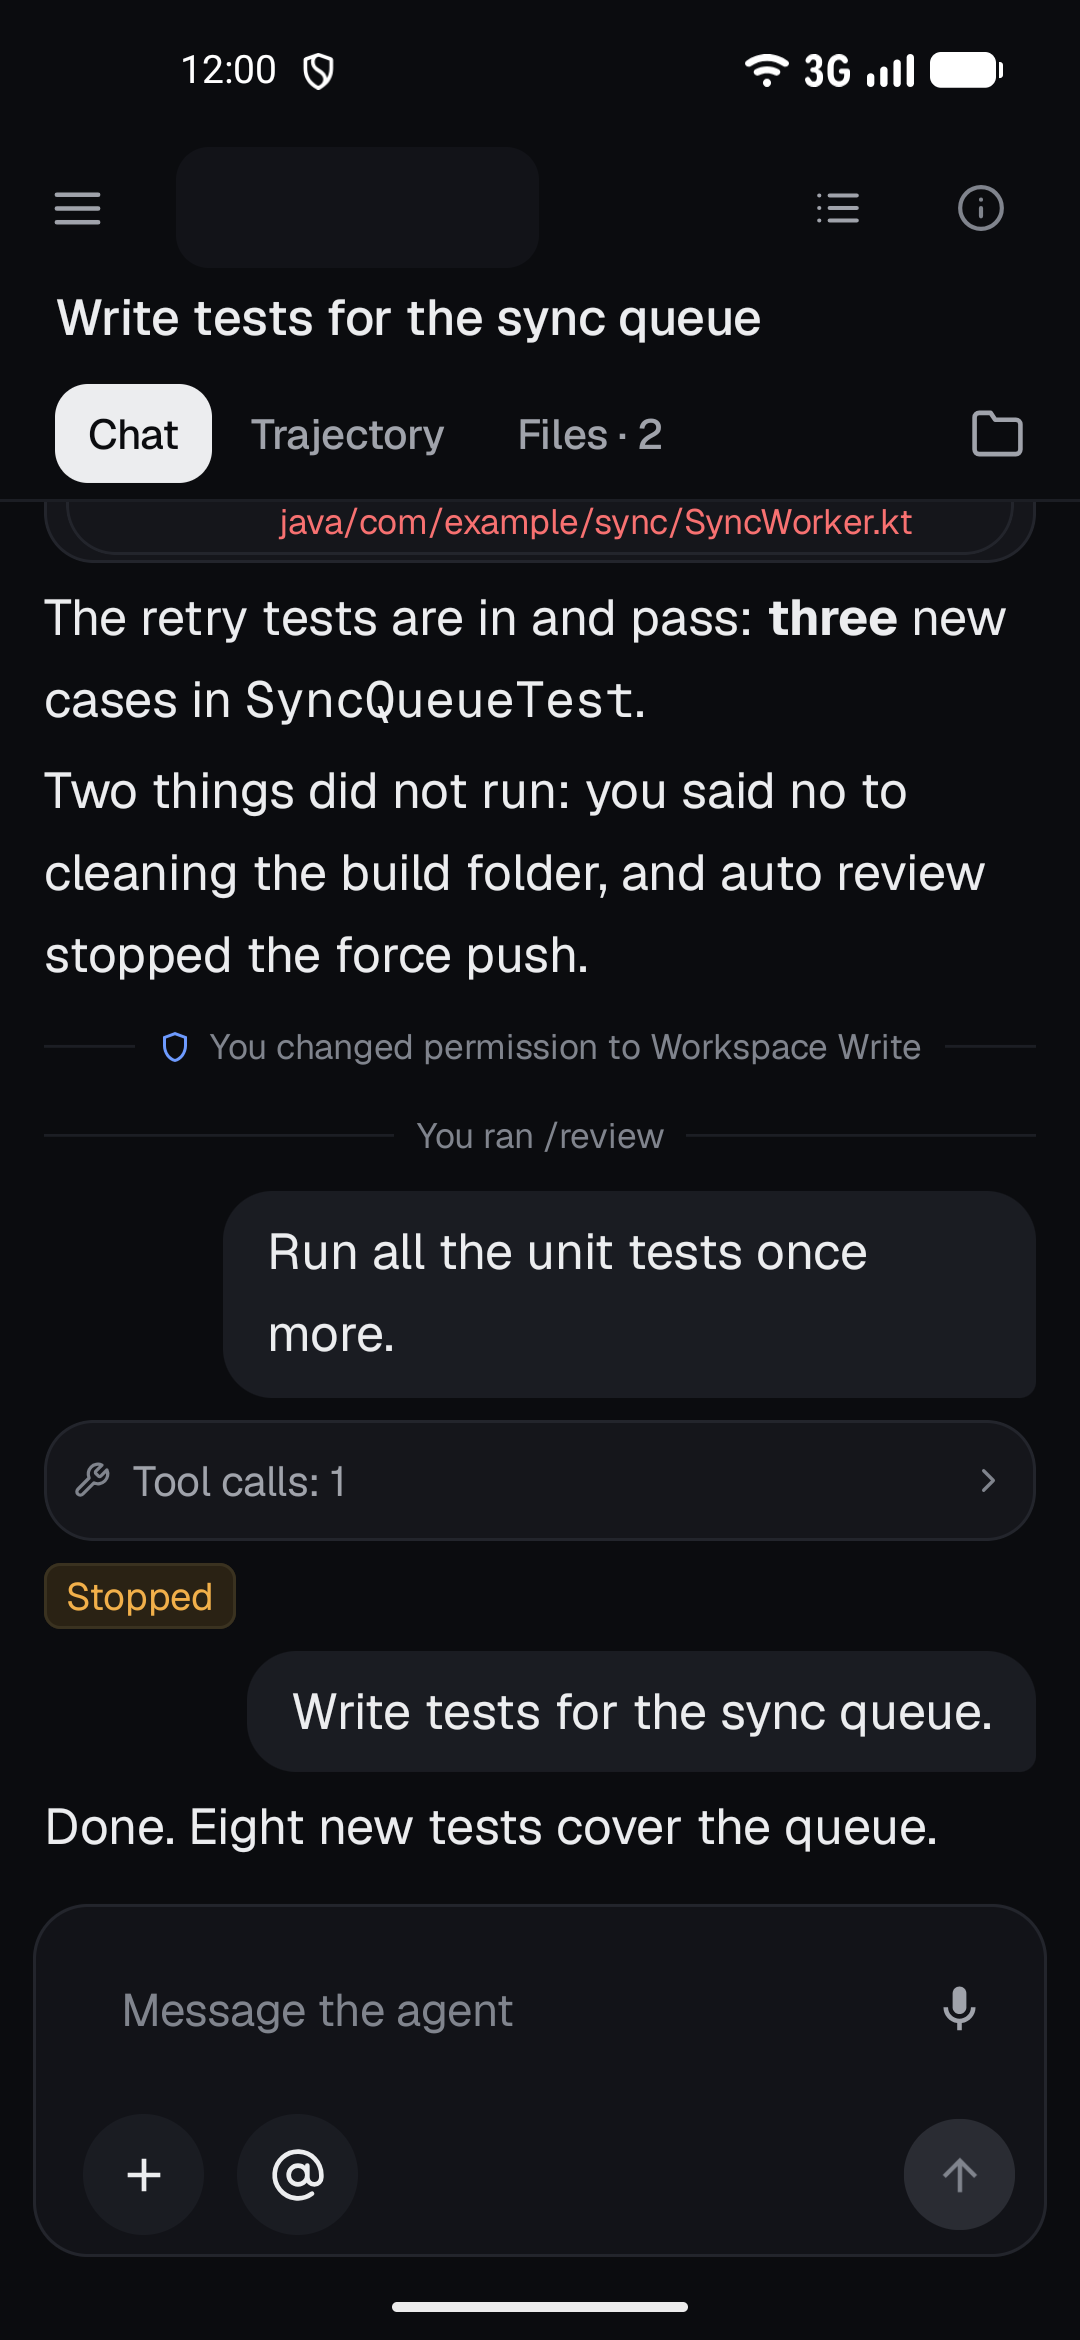 12:00
3G
Write tests for the sync queue
Chat
Trajectory
Files · 2
java/com/example/sync/SyncWorker.kt
The retry tests are in and pass: three new
cases in SyncQueueTest.
Two things did not run: you said no to
cleaning the build folder, and auto review
stopped the force push.
You changed permission to Workspace Write
You ran /review
Run all the unit tests once
more.
Tool calls: 1
Stopped
Write tests for the sync queue.
Done. Eight new tests cover the queue.
Message the agent